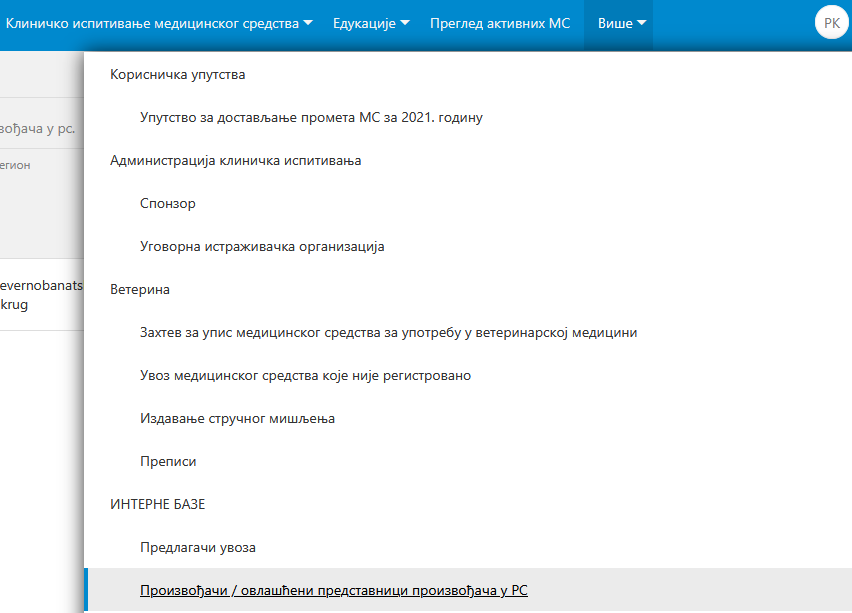 Клиничко испитивање медицинског средства Едукације Преглед активних МС Више РК
Корисничка упутства
Упутство за достављање промета МС за 2021. годину
вођача у рс.
Администрација клиничка испитивања
егион
Спонзор
Уговорна истраживачка организација
evernobanats
krug
Ветерина
Захтев за упис медицинског средства за употребу у ветеринарској медицини
Увоз медицинског средства које није регистровано
Издавање стручног мишљења
Преписи
ИНТЕРНЕ БАЗЕ
Предлагачи увоза
Произвођачи / овлашћени представници произвођача у РС